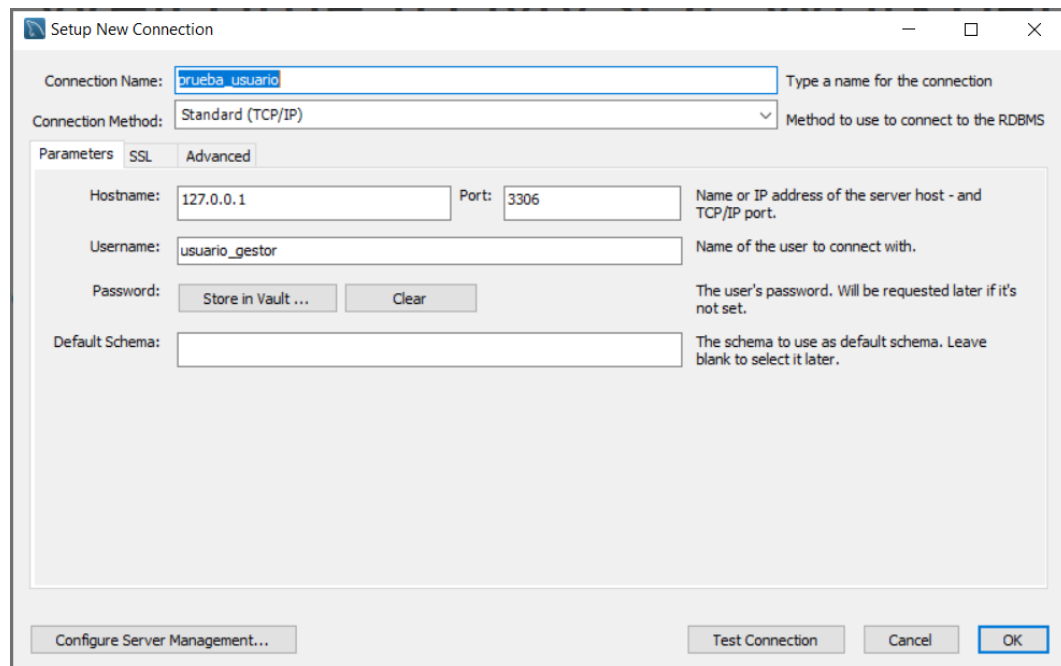 Setup New Connection
Connection Name: prueba_usuario Type a name for the connection
Connection Method: Standard (TCP/IP) Method to use to connect to the RDBMS
Parameters SSL Advanced
Hostname: 127.0.0.1 Port: 3306 Name or IP address of the server host - and
TCP/IP port.
Username: usuario_gestor Name of the user to connect with.
Password: Store in Vault ... Clear The user's password. Will be requested later if it's
not set.
Default Schema: The schema to use as default schema. Leave
blank to select it later.
Configure Server Management... Test Connection Cancel OK